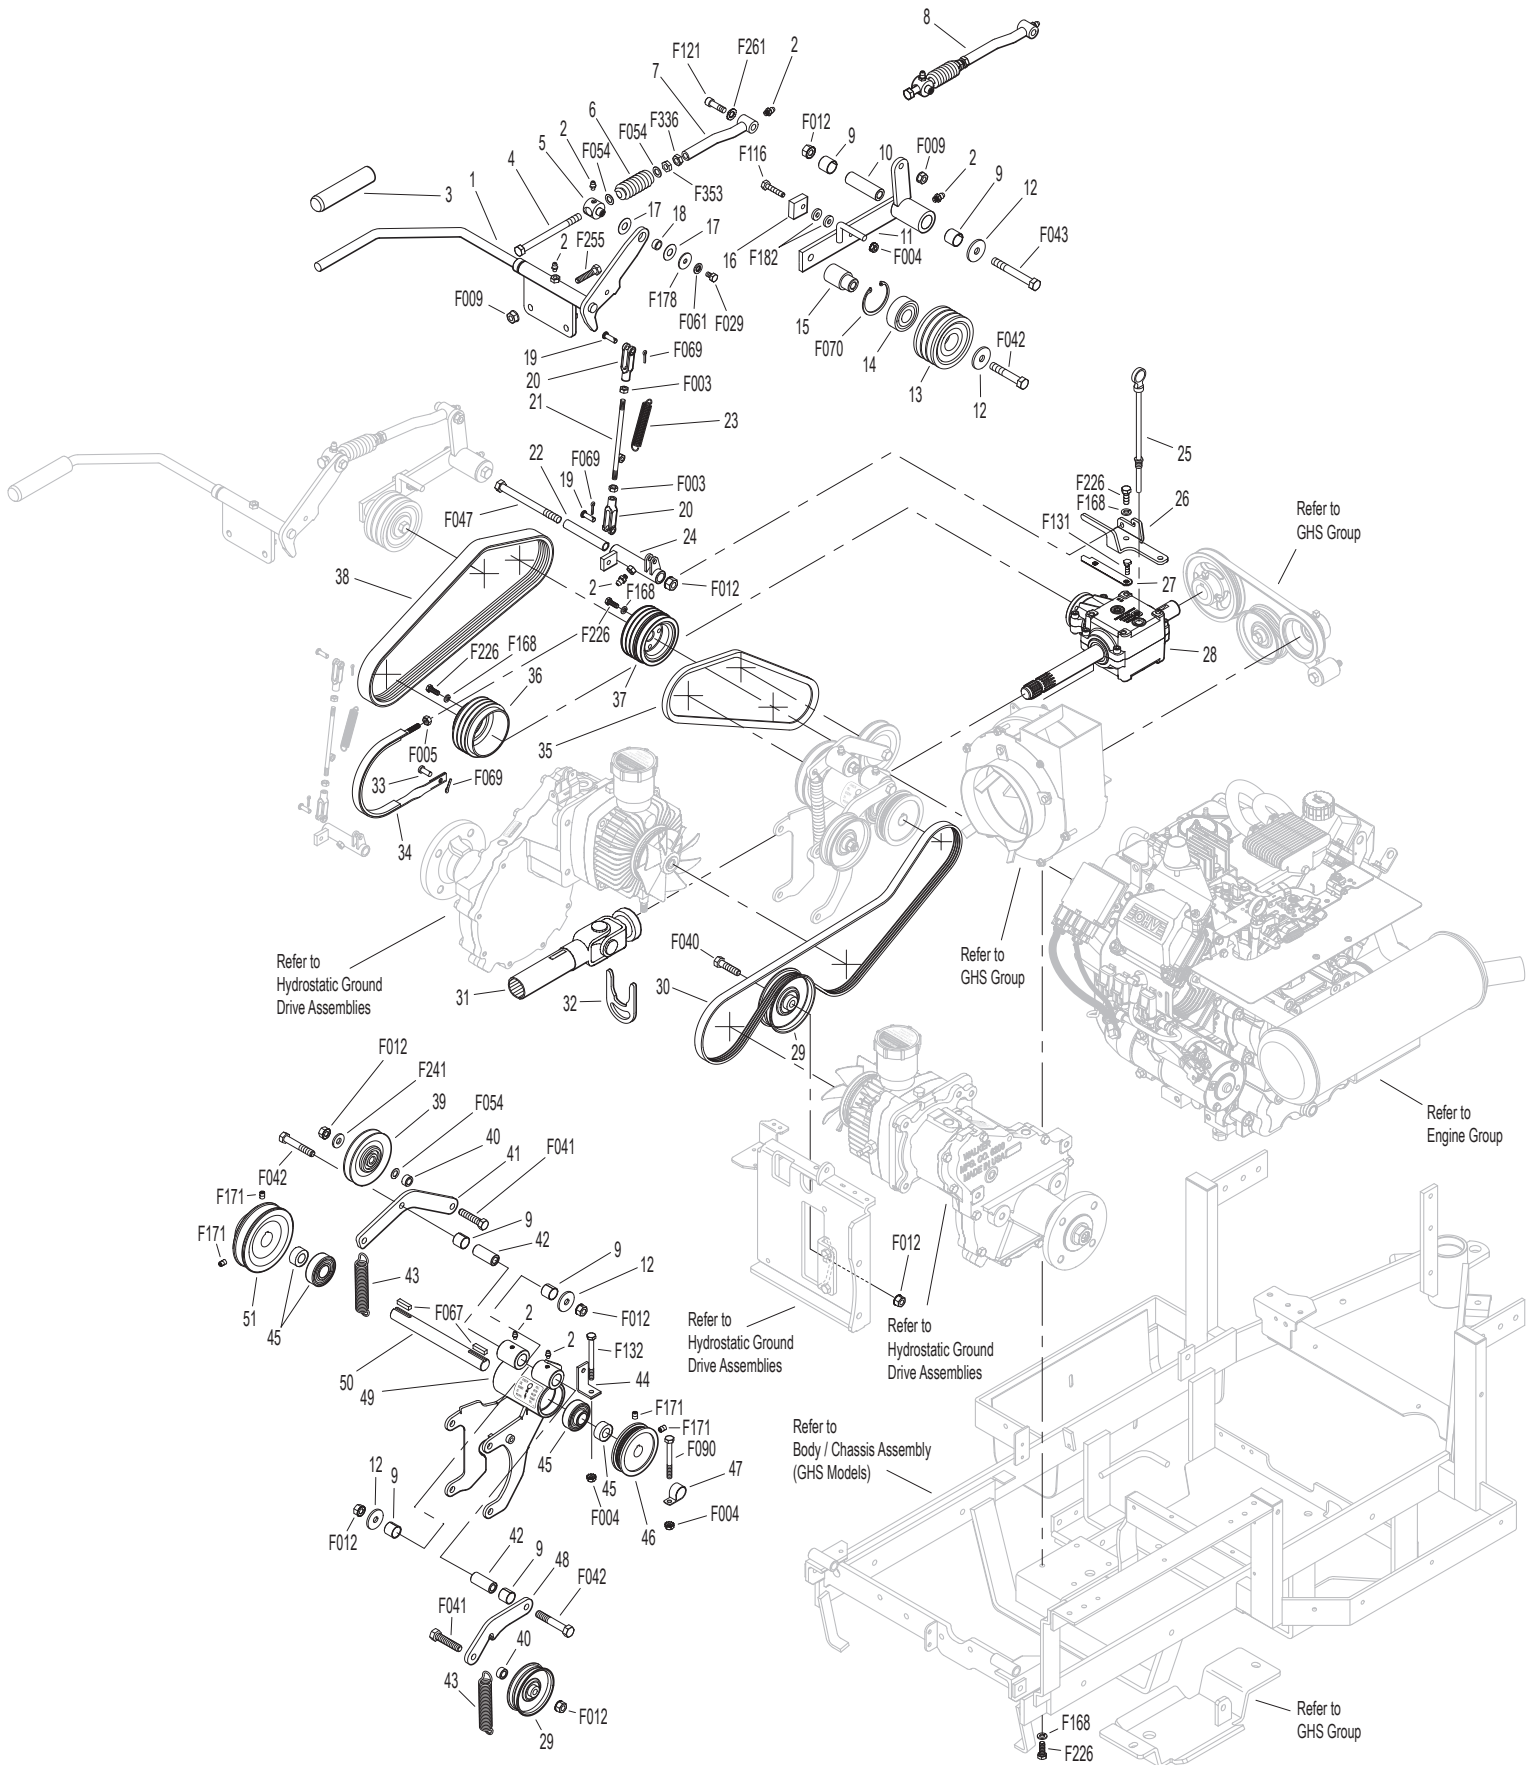 8
F121
F261
2
7
6
F336
F054
2
5
F054
4
F353
3
1
17
18
17
2
F255
F009
F178
F061
F029
F012
9
10
F009
2
F116
9
12
16
F182
11
F004
F043
15
F070
14
13
F042
12
19
F069
20
F003
21
23
22
F069
19
F003
20
F047
24
2
F168
F012
F226
38
F226
F168
36
37
35
F005
33
F069
34
25
F226
F168
26
F131
27
28
Refer to
GHS Group
Refer to
Hydrostatic Ground
Drive Assemblies
31
32
F040
30
29
Refer to
GHS Group
Refer to
Engine Group
F012
F241
39
F054
40
41
F041
F042
F171
F171
9
42
9
12
43
51
45
F012
F067
2
2
F132
50
49
44
F171
F171
F090
45
45
47
46
F004
F004
12
9
F012
42
9
48
F042
F041
40
43
29
F012
WALKER
MFG. CO.
MADE IN USA
F012
Refer to
Hydrostatic Ground
Drive Assemblies
Refer to
Hydrostatic Ground
Drive Assemblies
Refer to
Body / Chassis Assembly
(GHS Models)
Refer to
GHS Group
F168
F226